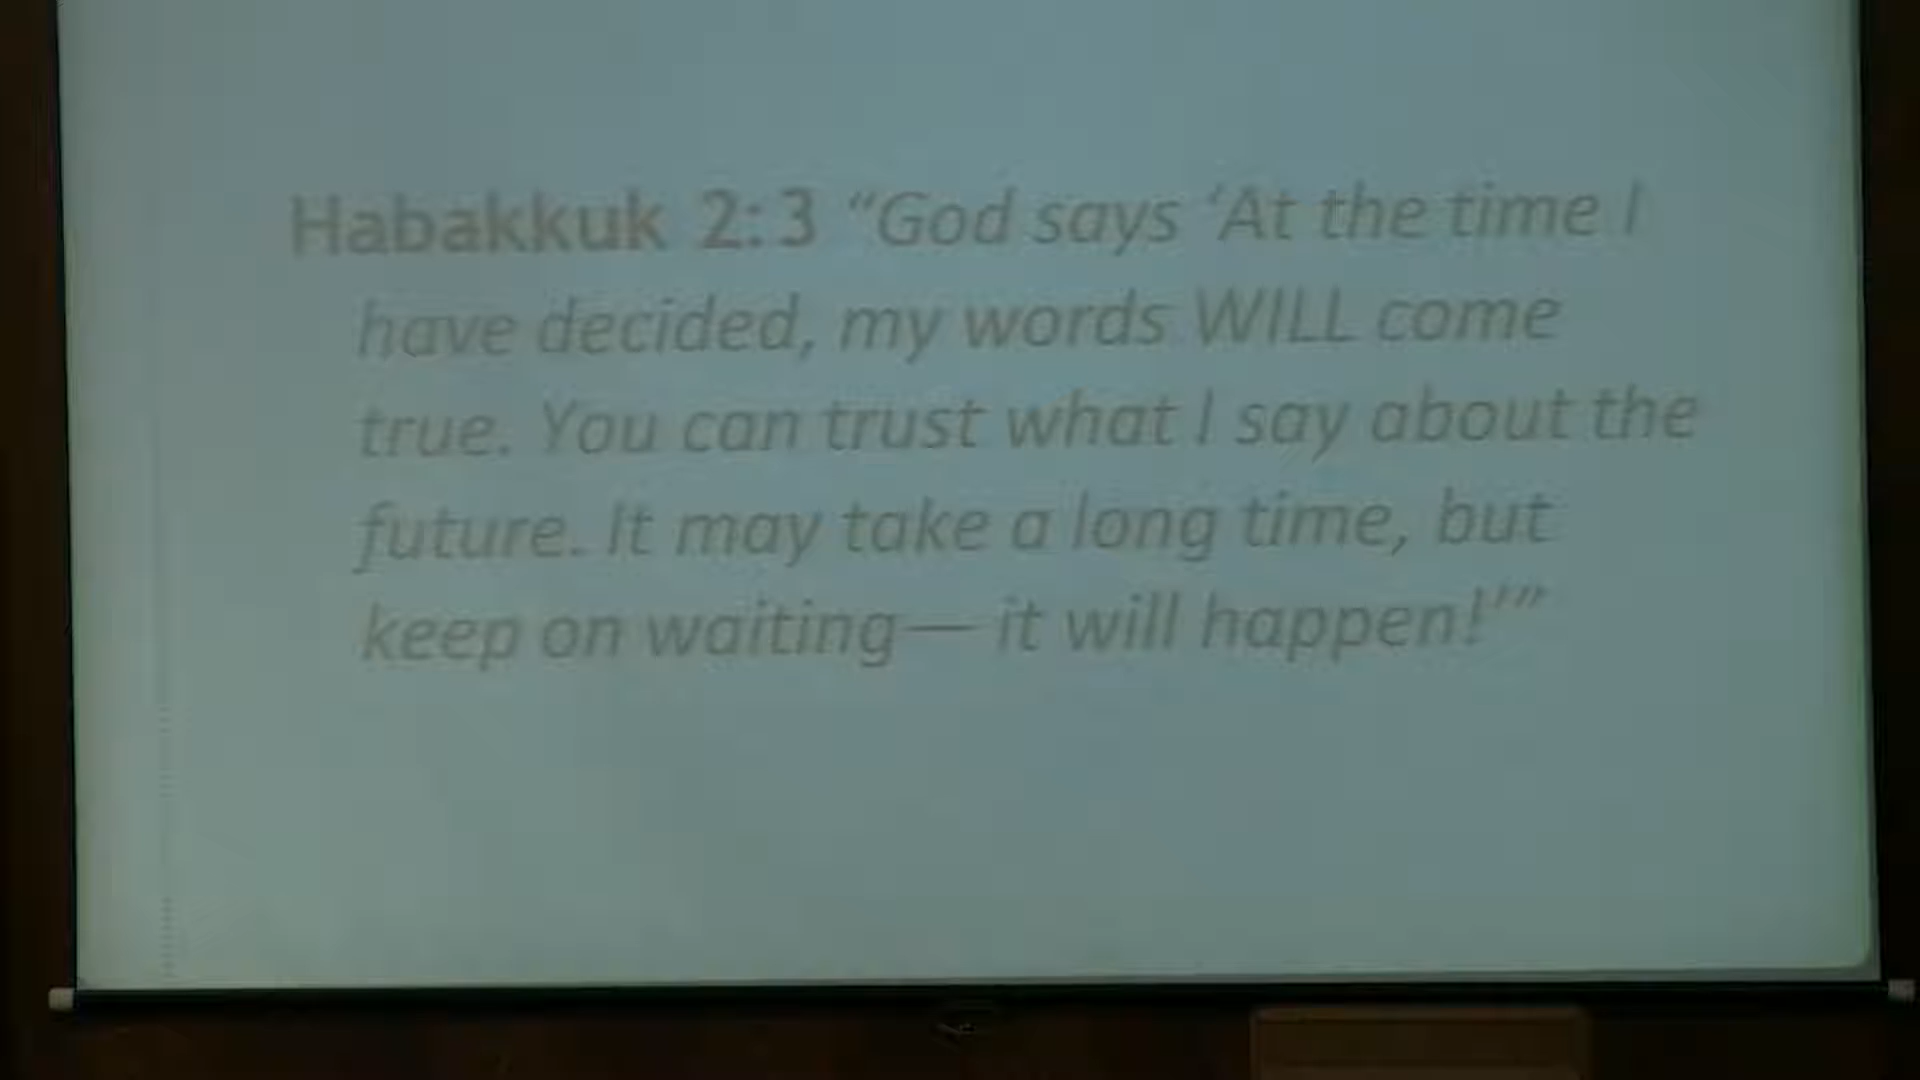 Habakkuk 2:3 “God says ‘At the time I
have decided, my words WILL come
true. You can trust what I say about the
future. It may take a long time, but
keep on waiting— it will happen!’”